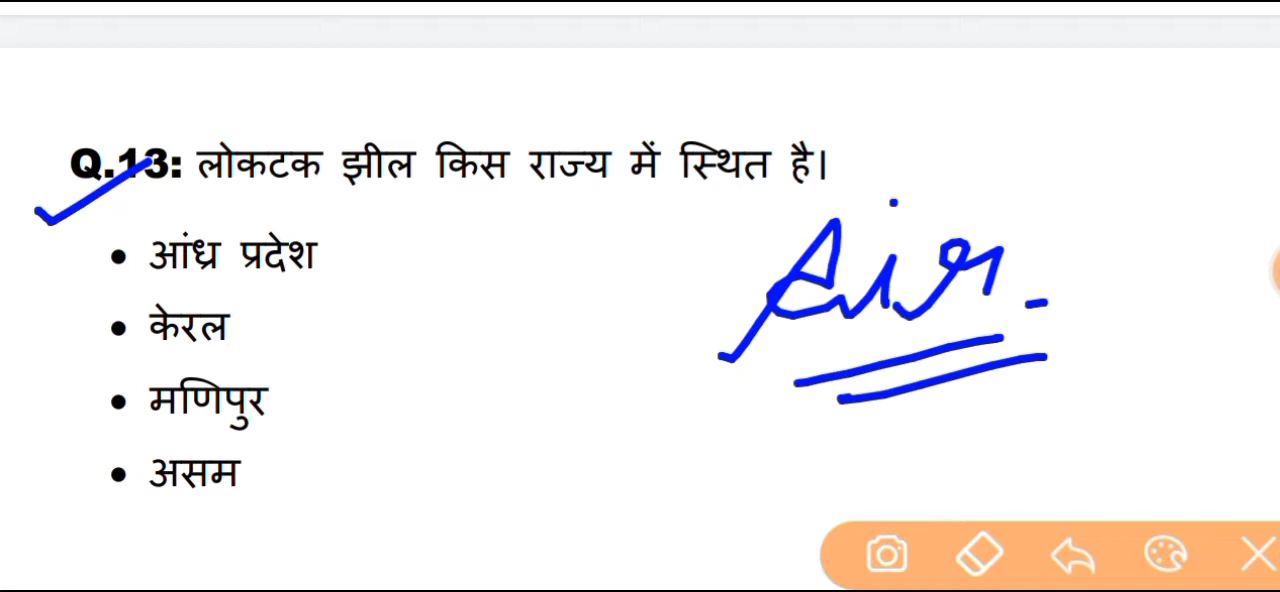 Q.13: लोकटक झील किस राज्य में स्थित है।
• आंध्र प्रदेश
• केरल
• मणिपुर
• असम